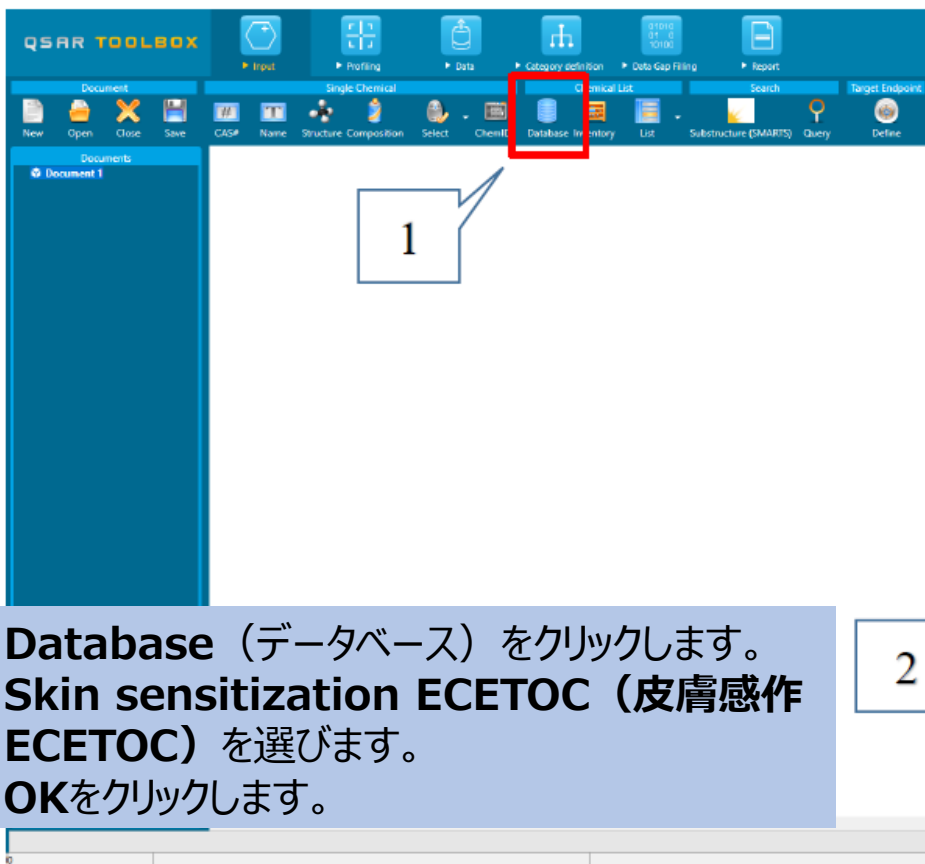 QSAR TOOLBOX
Input
Profiling
Data
Category definition
Data Gap Filling
Report
01010
01 0
10100
Document
Single Chemical
Chemical List
Search
Target Endpoint
New
Open
Close
Save
CAS#
Name
Structure
Composition
Select
ChemID
Database
Inventory
List
Substructure (SMARTS)
Query
Define
Documents
Document 1
1
Database（データベース）をクリックします。
Skin sensitization ECETOC（皮膚感作
ECETOC）を選びます。
OKをクリックします。
2